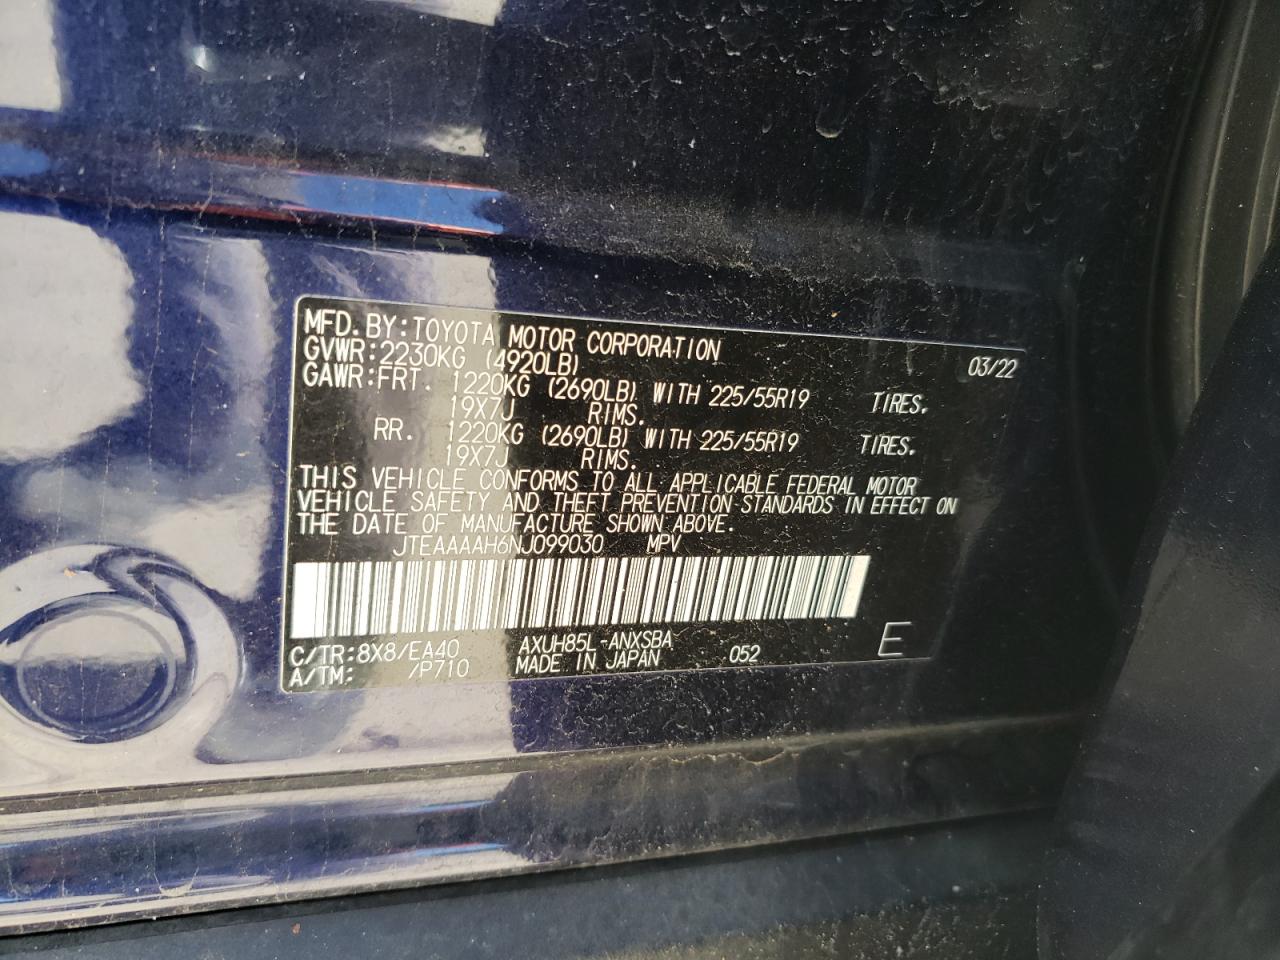 MFD. BY: TOYOTA MOTOR CORPORATION 03/22
GVWR: 2230KG (4920LB)
GAWR: FRT. 1220KG (2690LB) WITH 225/55R19 TIRES.
19X7J RIMS.
RR. 1220KG (2690LB) WITH 225/55R19 TIRES.
19X7J RIMS.
THIS VEHICLE CONFORMS TO ALL APPLICABLE FEDERAL MOTOR
VEHICLE SAFETY AND THEFT PREVENTION STANDARDS IN EFFECT ON
THE DATE OF MANUFACTURE SHOWN ABOVE.
JTEAAAAH6NJ099030 MPV
C/TR: 8X8/EA40 AXUH85L-ANXSBA
A/TM: /P710 MADE IN JAPAN 052 E